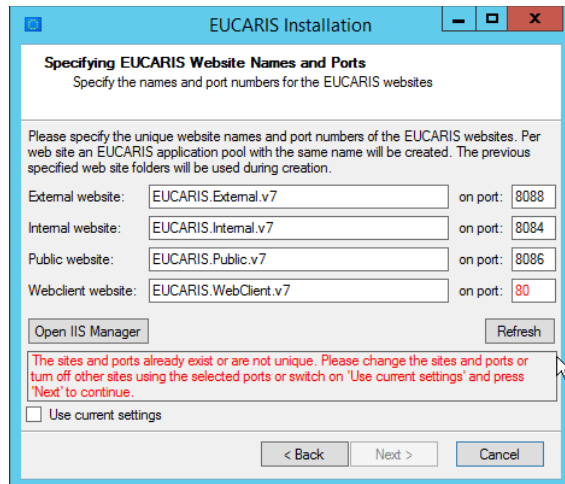 EUCARIS Installation
Specifying EUCARIS Website Names and Ports
Specify the names and port numbers for the EUCARIS websites
Please specify the unique website names and port numbers of the EUCARIS websites. Per
web site an EUCARIS application pool with the same name will be created. The previous
specified web site folders will be used during creation.
External website: EUCARIS.External.v7 on port: 8088
Internal website: EUCARIS.Internal.v7 on port: 8084
Public website: EUCARIS.Public.v7 on port: 8086
Webclient website: EUCARIS.WebClient.v7 on port: 80
Open IIS Manager Refresh
The sites and ports already exist or are not unique. Please change the sites and ports or
turn off other sites using the selected ports or switch on 'Use current settings' and press
'Next' to continue.
Use current settings
< Back Next > Cancel